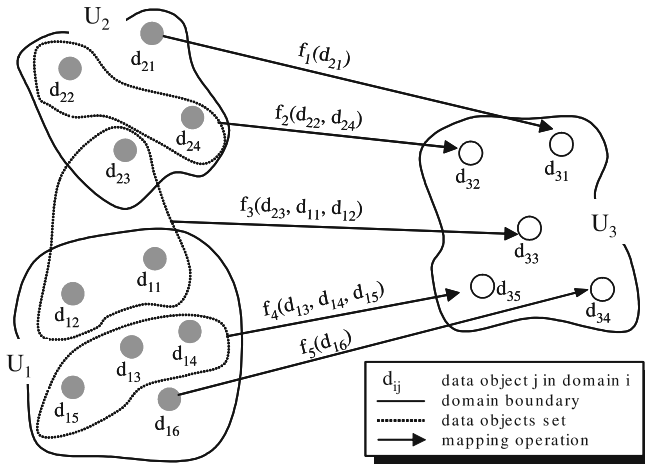 U2
d21
f1(d21)
d22
d24
f2(d22, d24)
d23
d32
d31
f3(d23, d11, d12)
U3
d33
d11
d12
f4(d13, d14, d15)
d35
d34
f5(d16)
U1
d13
d14
d15
d16
dij data object j in domain i
domain boundary
data objects set
mapping operation